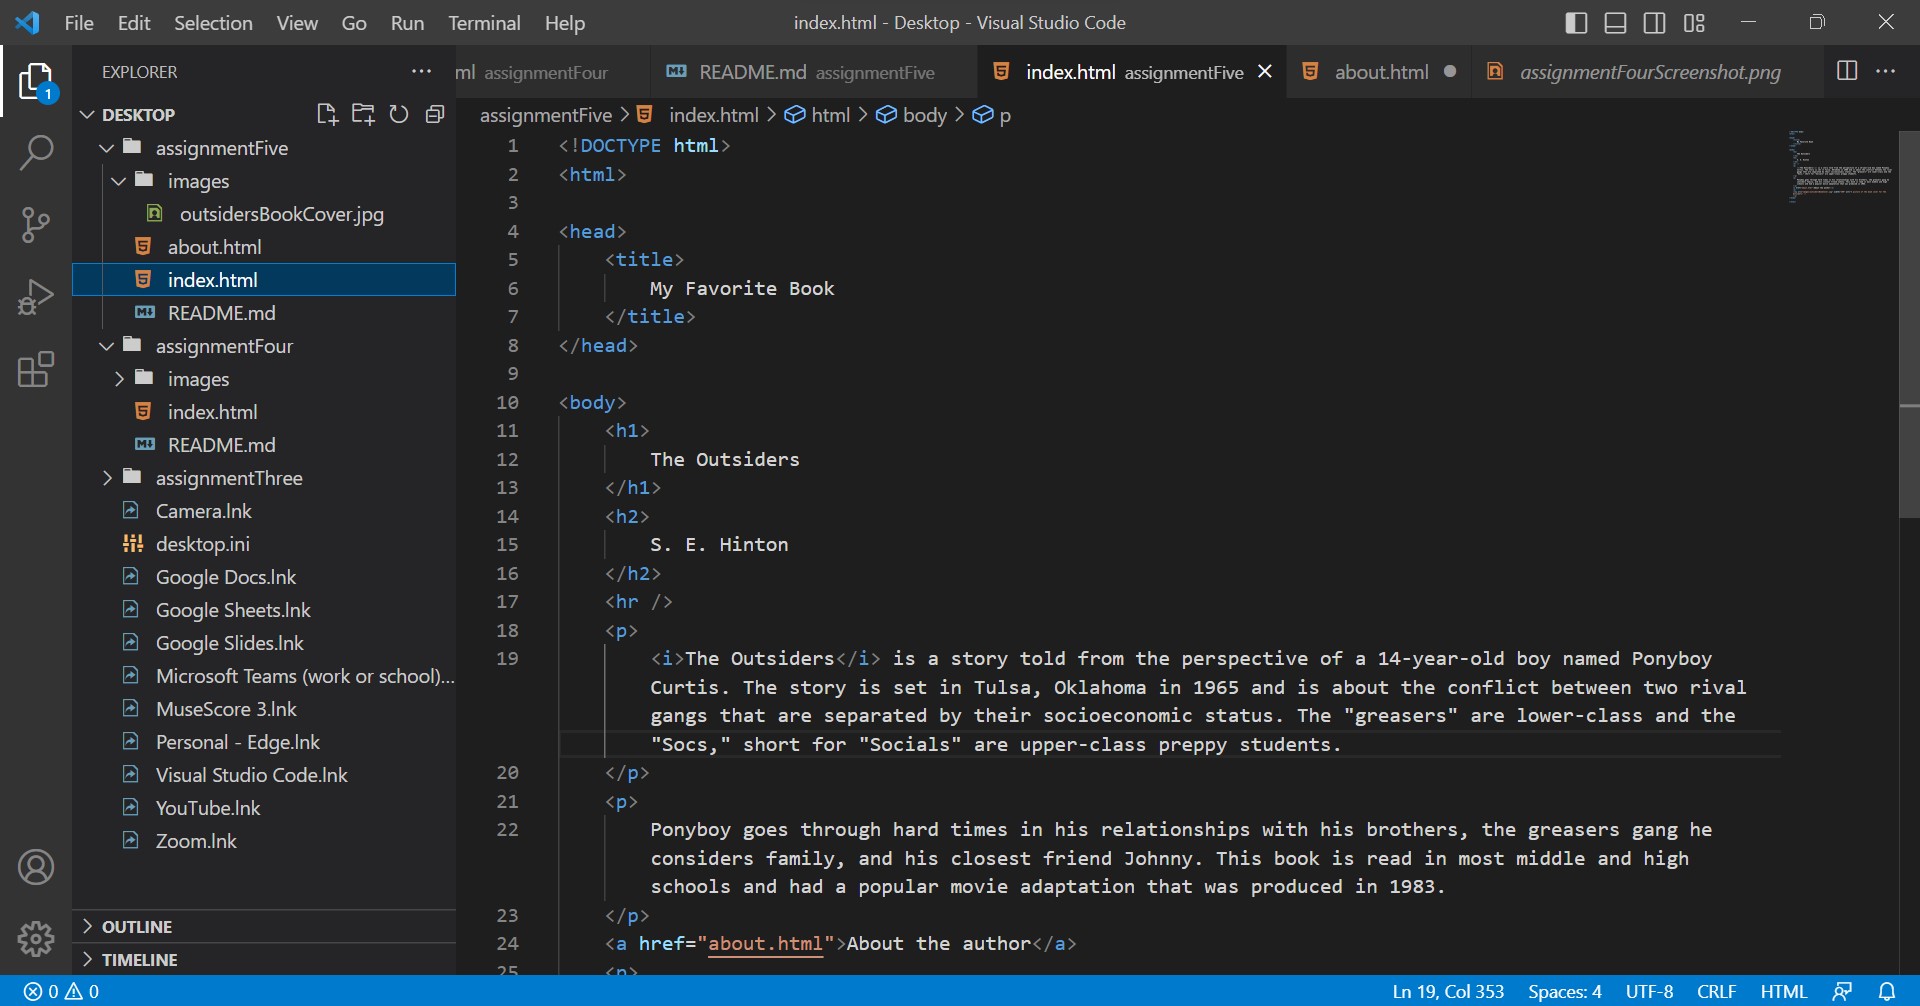 File Edit Selection View Go Run Terminal Help
index.html - Desktop - Visual Studio Code
1
EXPLORER
DESKTOP
assignmentFive
images
outsidersBookCover.jpg
about.html
index.html
README.md
assignmentFour
images
index.html
README.md
assignmentThree
Camera.lnk
desktop.ini
Google Docs.lnk
Google Sheets.lnk
Google Slides.lnk
Microsoft Teams (work or school)...
MuseScore 3.lnk
Personal - Edge.lnk
Visual Studio Code.lnk
YouTube.lnk
Zoom.lnk
OUTLINE
TIMELINE
ml assignmentFour README.md assignmentFive index.html assignmentFive about.html assignmentFourScreenshot.png
assignmentFive > index.html > html > body > p
1 <!DOCTYPE html>
2 <html>
3
4 <head>
5 <title>
6 My Favorite Book
7 </title>
8 </head>
9
10 <body>
11 <h1>
12 The Outsiders
13 </h1>
14 <h2>
15 S. E. Hinton
16 </h2>
17 <hr />
18 <p>
19 <i>The Outsiders</i> is a story told from the perspective of a 14-year-old boy named Ponyboy
Curtis. The story is set in Tulsa, Oklahoma in 1965 and is about the conflict between two rival
gangs that are separated by their socioeconomic status. The "greasers" are lower-class and the
"Socs," short for "Socials" are upper-class preppy students.
20 </p>
21 <p>
22 Ponyboy goes through hard times in his relationships with his brothers, the greasers gang he
considers family, and his closest friend Johnny. This book is read in most middle and high
schools and had a popular movie adaptation that was produced in 1983.
23 </p>
24 <a href="about.html">About the author</a>
25 <p>
0 0
Ln 19, Col 353 Spaces: 4 UTF-8 CRLF HTML